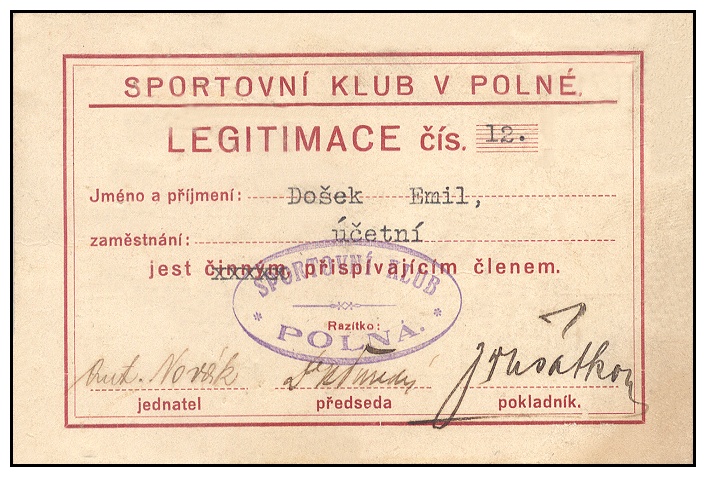 SPORTOVNÍ KLUB V POLNÉ.
LEGITIMACE čís. 12.
Jméno a příjmení: Došek Emil,
zaměstnání: účetní
jest činným, přispívajícím členem.
SPORTOVNÍ KLUB
Razítko:
POLNÁ.
Ant. Novák
jednatel předseda pokladník.